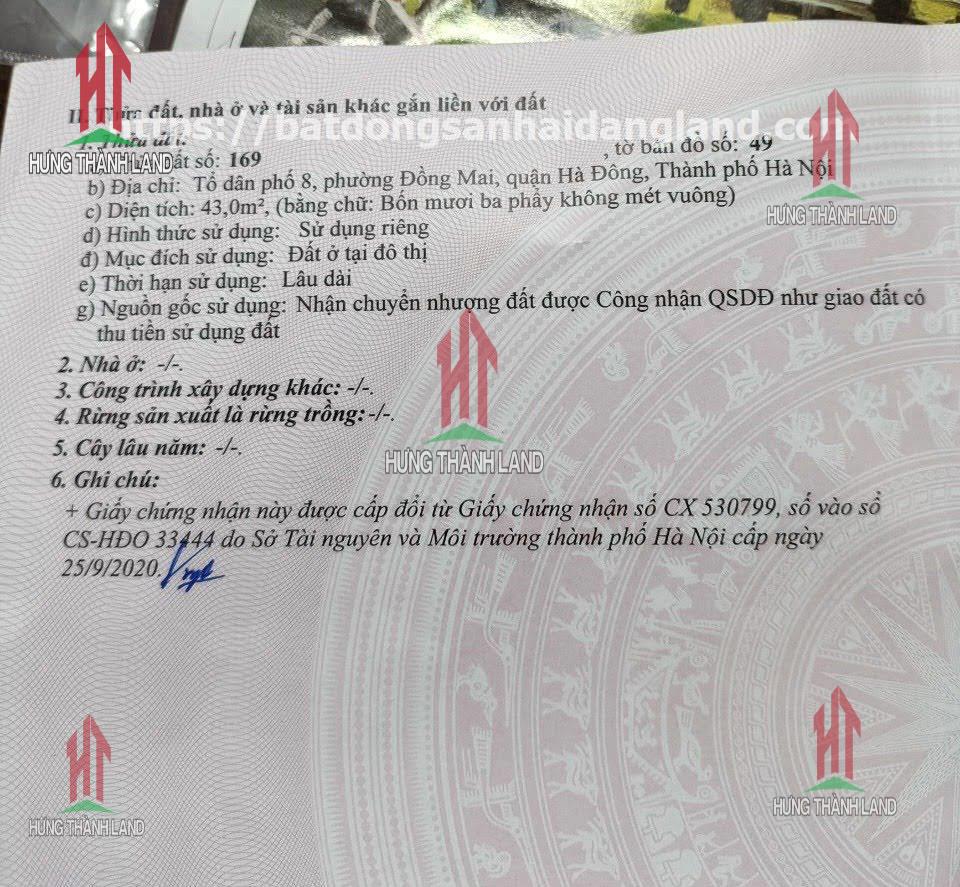 II. Thửa đất, nhà ở và tài sản khác gắn liền với đất
https://batdongsanhaidangland.com
HƯNG THÀNH LAND
đất số: 169, tờ bản đồ số: 49
b) Địa chỉ: Tổ dân phố 8, phường Đồng Mai, quận Hà Đông, Thành phố Hà Nội
c) Diện tích: 43,0m², (bằng chữ: Bốn mươi ba phẩy không mét vuông)
HƯNG THÀNH LAND
d) Hình thức sử dụng: Sử dụng riêng
đ) Mục đích sử dụng: Đất ở tại đô thị
e) Thời hạn sử dụng: Lâu dài
g) Nguồn gốc sử dụng: Nhận chuyển nhượng đất được Công nhận QSDĐ như giao đất có
thu tiền sử dụng đất
2. Nhà ở: -/-.
3. Công trình xây dựng khác: -/-.
4. Rừng sản xuất là rừng trồng: -/-.
5. Cây lâu năm: -/-.
HƯNG THÀNH LAND
6. Ghi chú:
+ Giấy chứng nhận này được cấp đổi từ Giấy chứng nhận số CX 530799, số vào sổ
CS-HĐO 33444 do Sở Tài nguyên và Môi trường thành phố Hà Nội cấp ngày
25/9/2020.
HƯNG THÀNH LAND
HƯNG THÀNH LAND